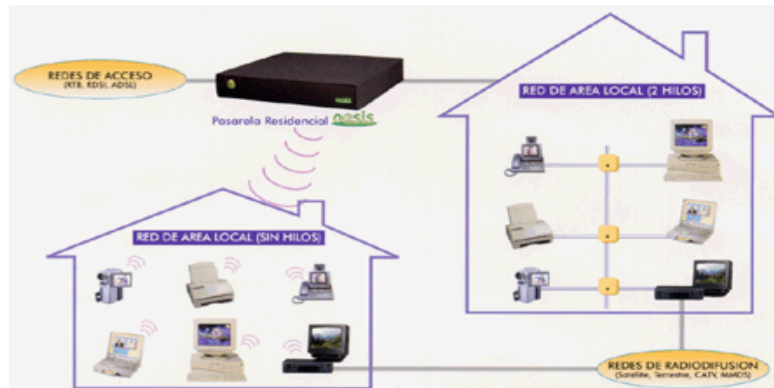 REDES DE ACCESO
(RTB, RDSI, ADSL)
Pasarela Residencial nesis
RED DE AREA LOCAL (2 HILOS)
RED DE AREA LOCAL (SIN HILOS)
REDES DE RADIODIFUSION
(Satélite, Terrestre, CATV, MMDS)